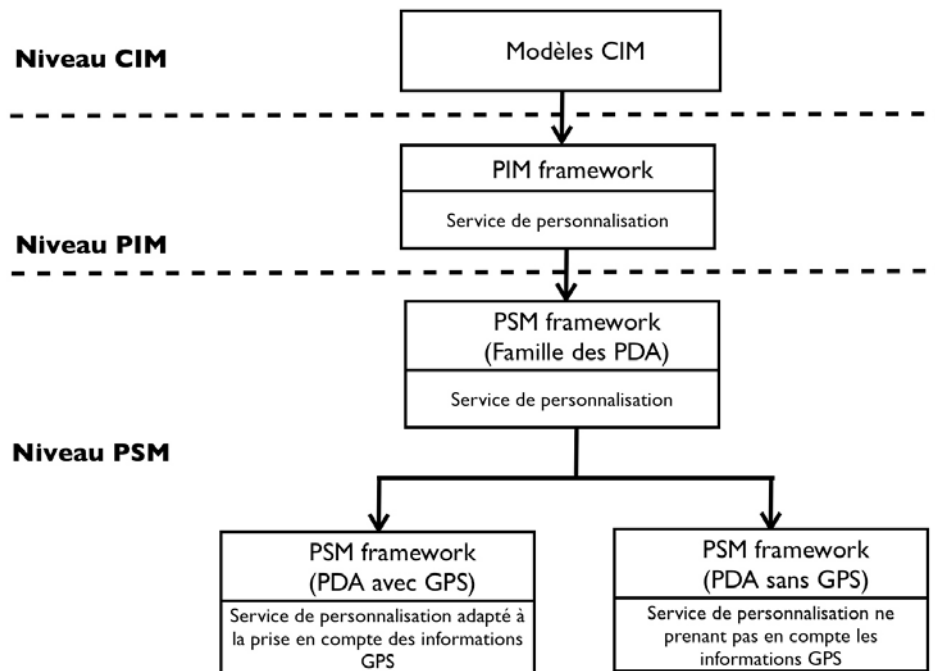 Modèles CIM
Niveau CIM
PIM framework
Service de personnalisation
Niveau PIM
PSM framework
(Famille des PDA)
Service de personnalisation
Niveau PSM
PSM framework
(PDA avec GPS)
Service de personnalisation adapté à
la prise en compte des informations
GPS
PSM framework
(PDA sans GPS)
Service de personnalisation ne
prenant pas en compte les
informations GPS